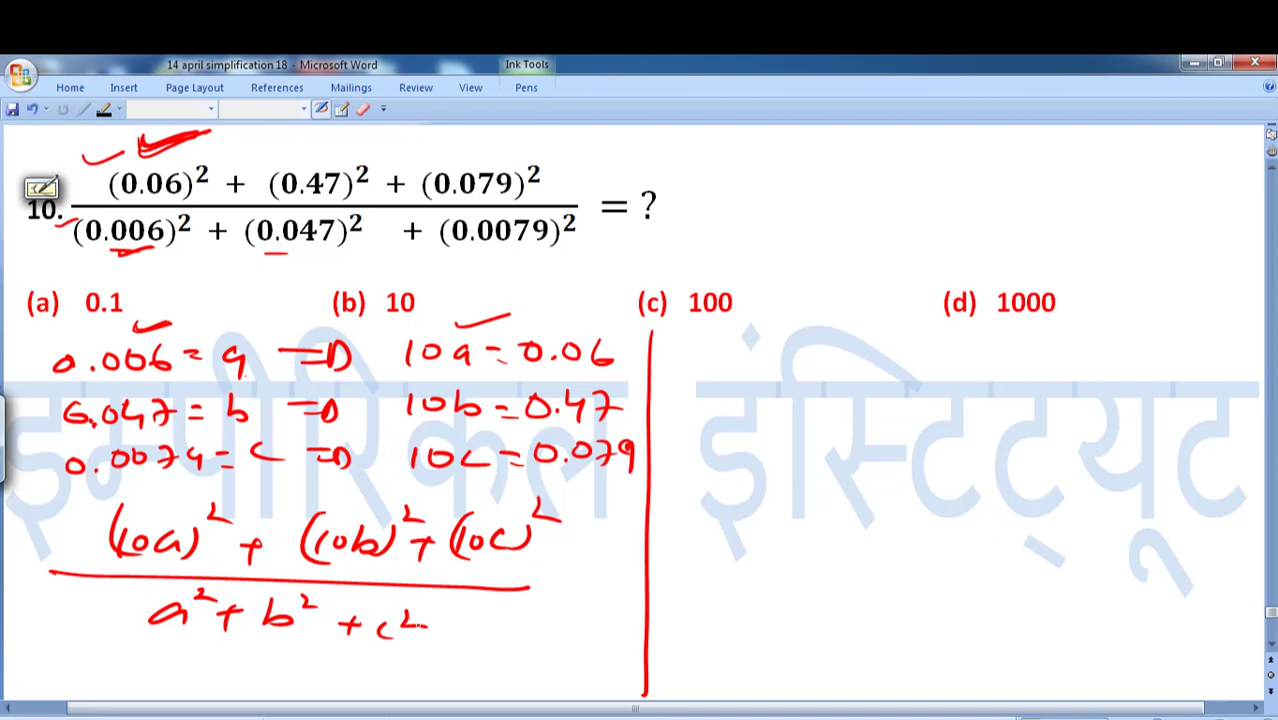 14 april simplification 18 - Microsoft Word
Ink Tools
Home Insert Page Layout References Mailings Review View Pens
10. (0.06)² + (0.47)² + (0.079)²
(0.006)² + (0.047)² + (0.0079)² = ?
(a) 0.1 (b) 10 (c) 100 (d) 1000
0.006 = a ⇒ 10a = 0.06
0.047 = b ⇒ 10b = 0.47
0.0079 = c ⇒ 10c = 0.079
(10a)² + (10b)² + (10c)²
a² + b² + c²
इम्पीरिकल इंस्टिट्यूट